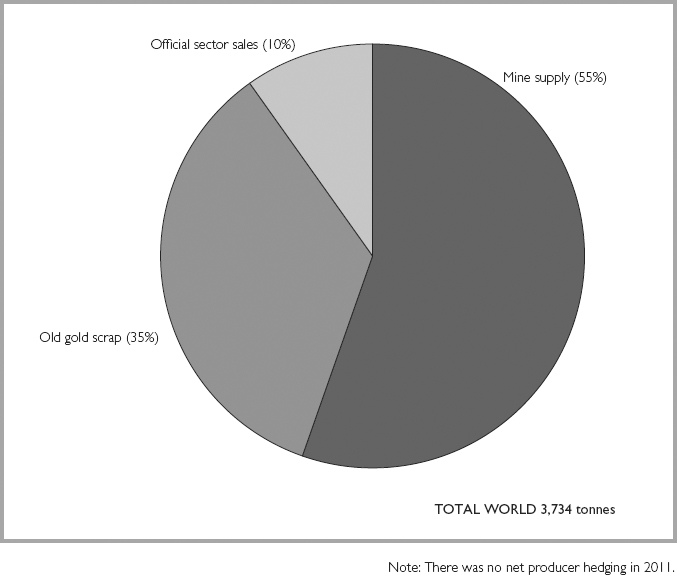 Official sector sales (10%)
Mine supply (55%)
Old gold scrap (35%)
TOTAL WORLD 3,734 tonnes
Note: There was no net producer hedging in 2011.